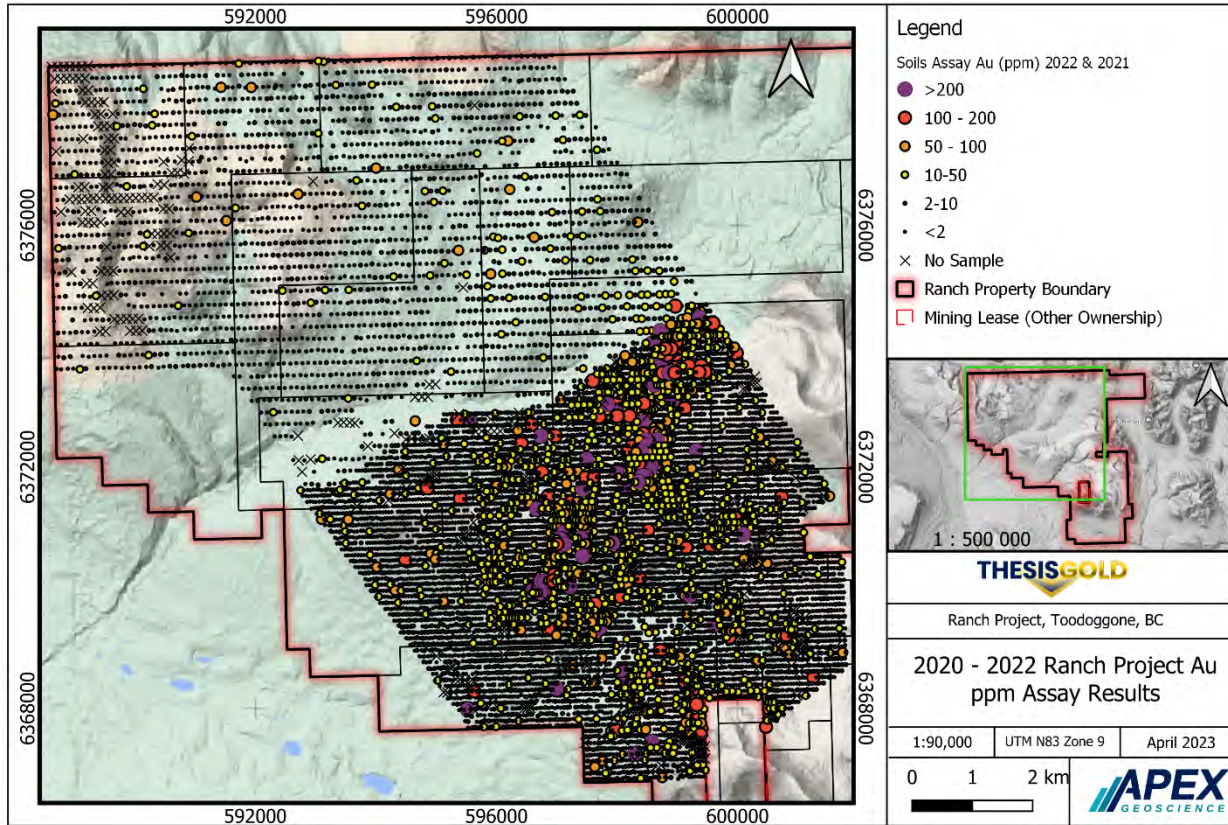 592000
596000
600000
6376000
6372000
6368000
6376000
6372000
6368000
592000
596000
600000
Legend
Soils Assay Au (ppm) 2022 & 2021
>200
100 - 200
50 - 100
10-50
2-10
<2
No Sample
Ranch Property Boundary
Mining Lease (Other Ownership)
1 : 500 000
THESISGOLD
Ranch Project, Toodoggone, BC
2020 - 2022 Ranch Project Au
ppm Assay Results
1:90,000
UTM N83 Zone 9
April 2023
0 1 2 km
APEX
GEOSCIENCE